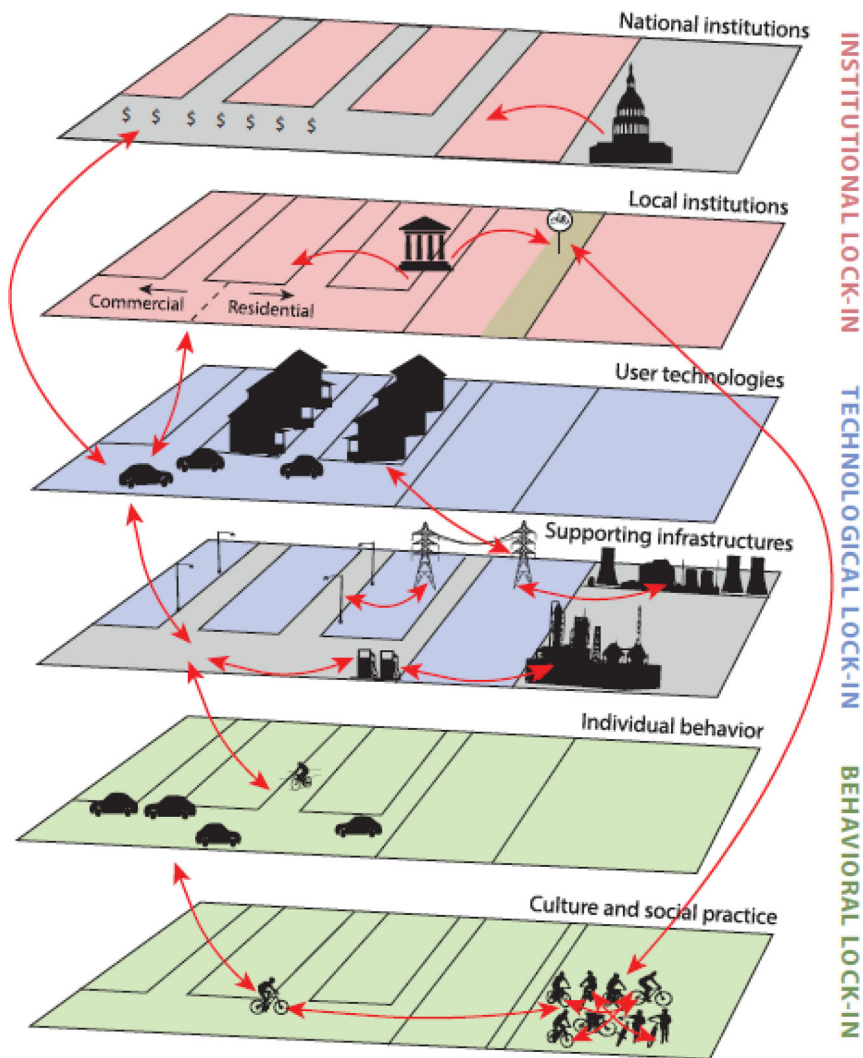 National institutions
$ $ $ $ $ $ $
Local institutions
Commercial
Residential
User technologies
Supporting infrastructures
Individual behavior
Culture and social practice
INSTITUTIONAL LOCK-IN
TECHNOLOGICAL LOCK-IN
BEHAVIORAL LOCK-IN